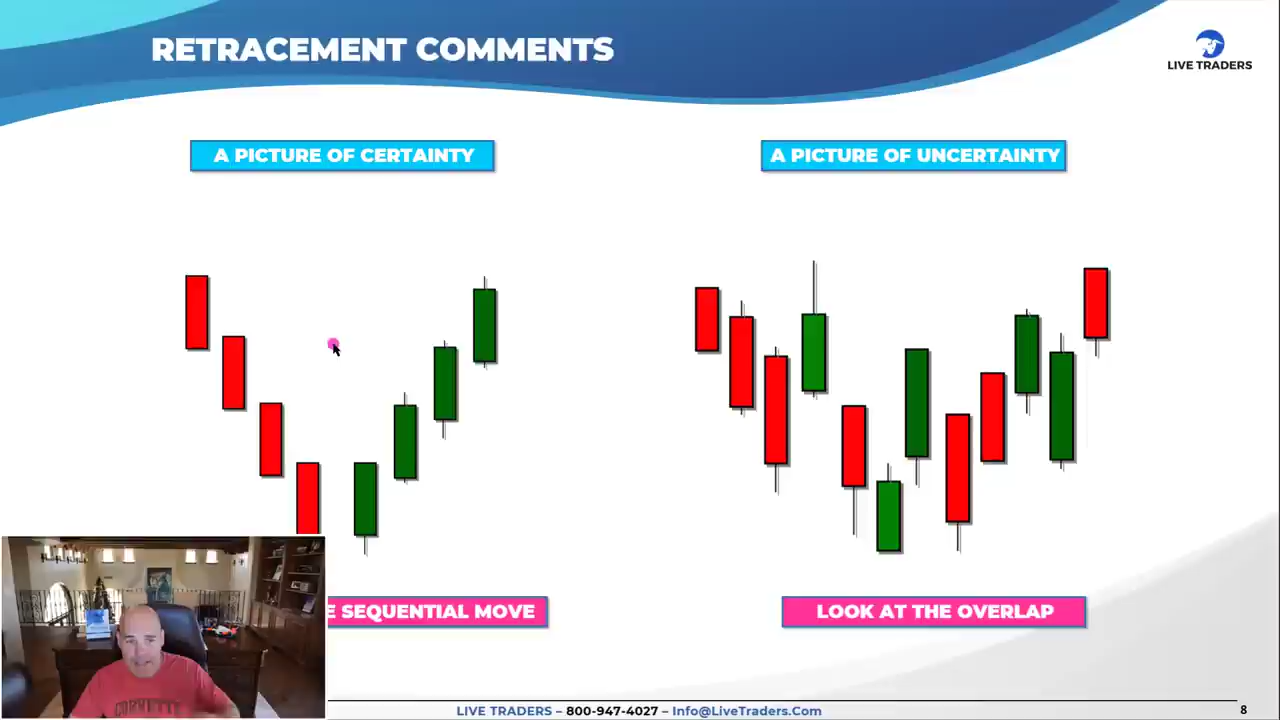 RETRACEMENT COMMENTS
LIVE TRADERS
A PICTURE OF CERTAINTY
A PICTURE OF UNCERTAINTY
E SEQUENTIAL MOVE
LOOK AT THE OVERLAP
CORVETTE
LIVE TRADERS – 800-947-4027 – Info@LiveTraders.Com
8